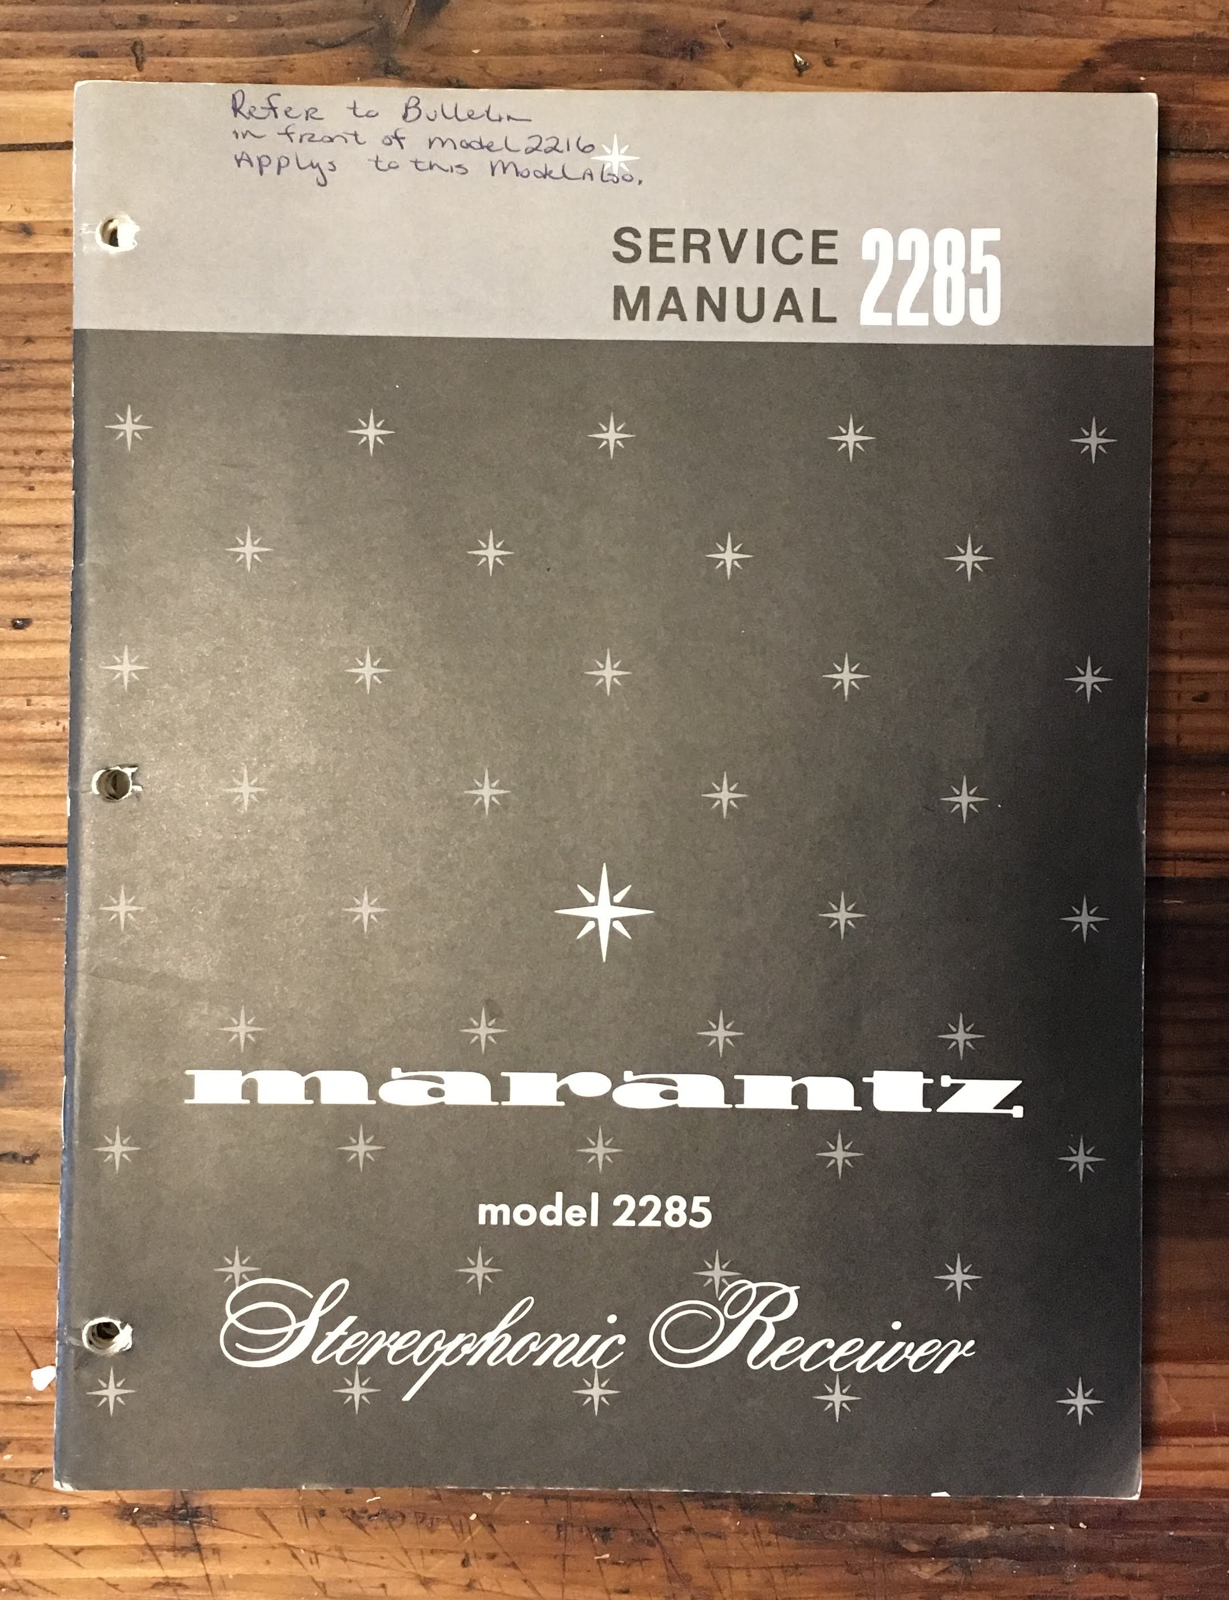 Refer to Bulletin
in front of model 2216
Applys to this Model Also.
SERVICE
MANUAL 2285
marantz
model 2285
Stereophonic Receiver